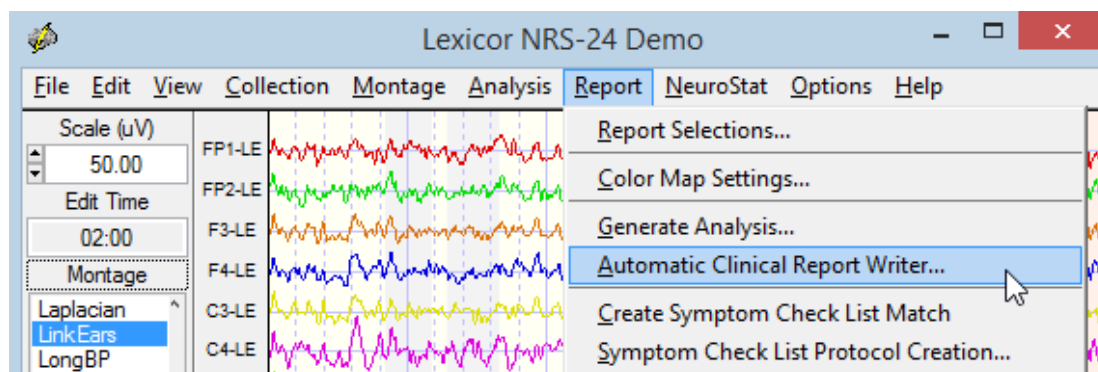 Lexicor NRS-24 Demo
File Edit View Collection Montage Analysis Report NeuroStat Options Help
Scale (uV)
50.00
Edit Time
02:00
Montage
Laplacian
LinkEars
LongBP
FP1-LE
FP2-LE
F3-LE
F4-LE
C3-LE
C4-LE
Report Selections...
Color Map Settings...
Generate Analysis...
Automatic Clinical Report Writer...
Create Symptom Check List Match
Symptom Check List Protocol Creation...